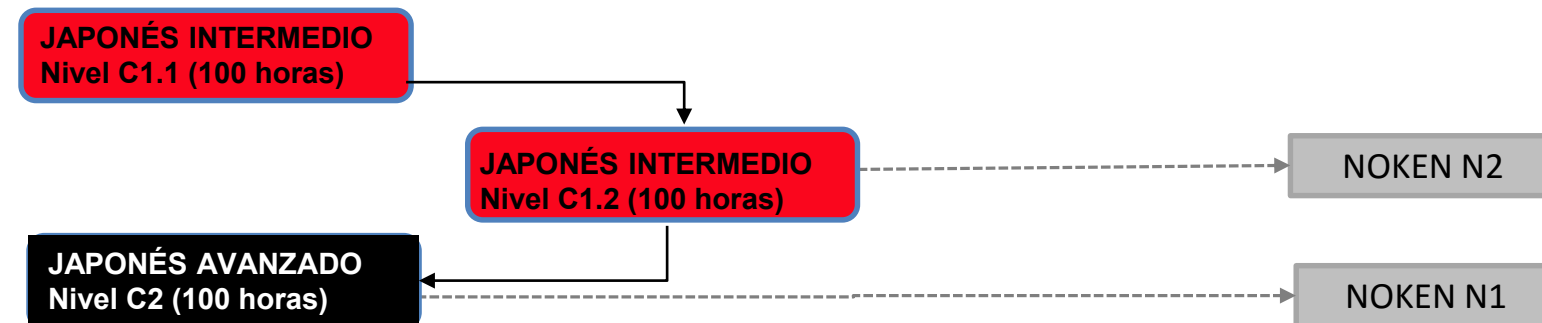 JAPONÉS INTERMEDIO
Nivel C1.1 (100 horas)
JAPONÉS INTERMEDIO
Nivel C1.2 (100 horas)
NOKEN N2
JAPONÉS AVANZADO
Nivel C2 (100 horas)
NOKEN N1